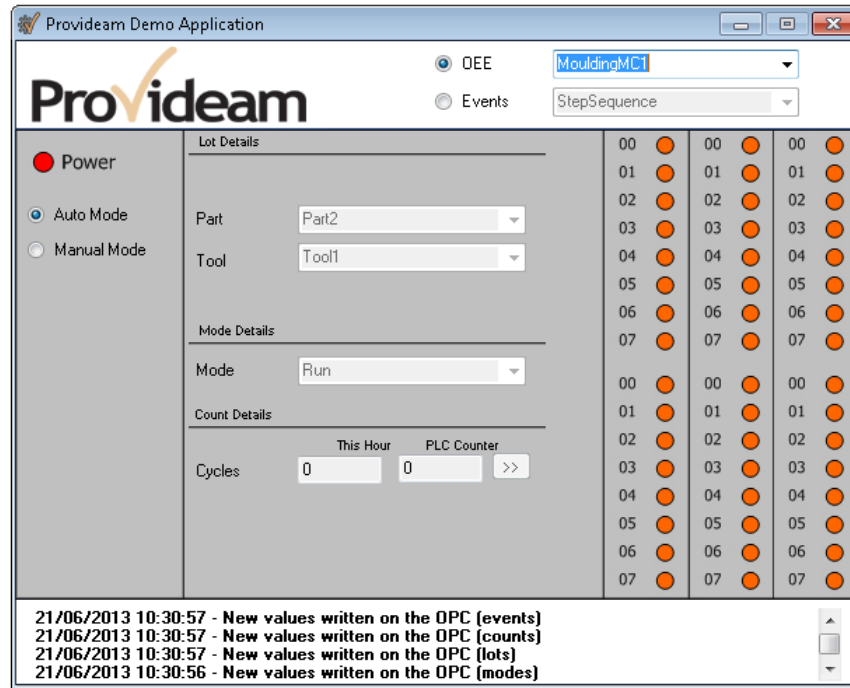 Provideam Demo Application
Provideam
OEE
MouldingMC1
Events
StepSequence
Power
Auto Mode
Manual Mode
Lot Details
Part
Part2
Tool
Tool1
Mode Details
Mode
Run
Count Details
This Hour PLC Counter
Cycles 0 0 >>
00 00 00
01 01 01
02 02 02
03 03 03
04 04 04
05 05 05
06 06 06
07 07 07
00 00 00
01 01 01
02 02 02
03 03 03
04 04 04
05 05 05
06 06 06
07 07 07
21/06/2013 10:30:57 - New values written on the OPC (events)
21/06/2013 10:30:57 - New values written on the OPC (counts)
21/06/2013 10:30:57 - New values written on the OPC (lots)
21/06/2013 10:30:56 - New values written on the OPC (modes)